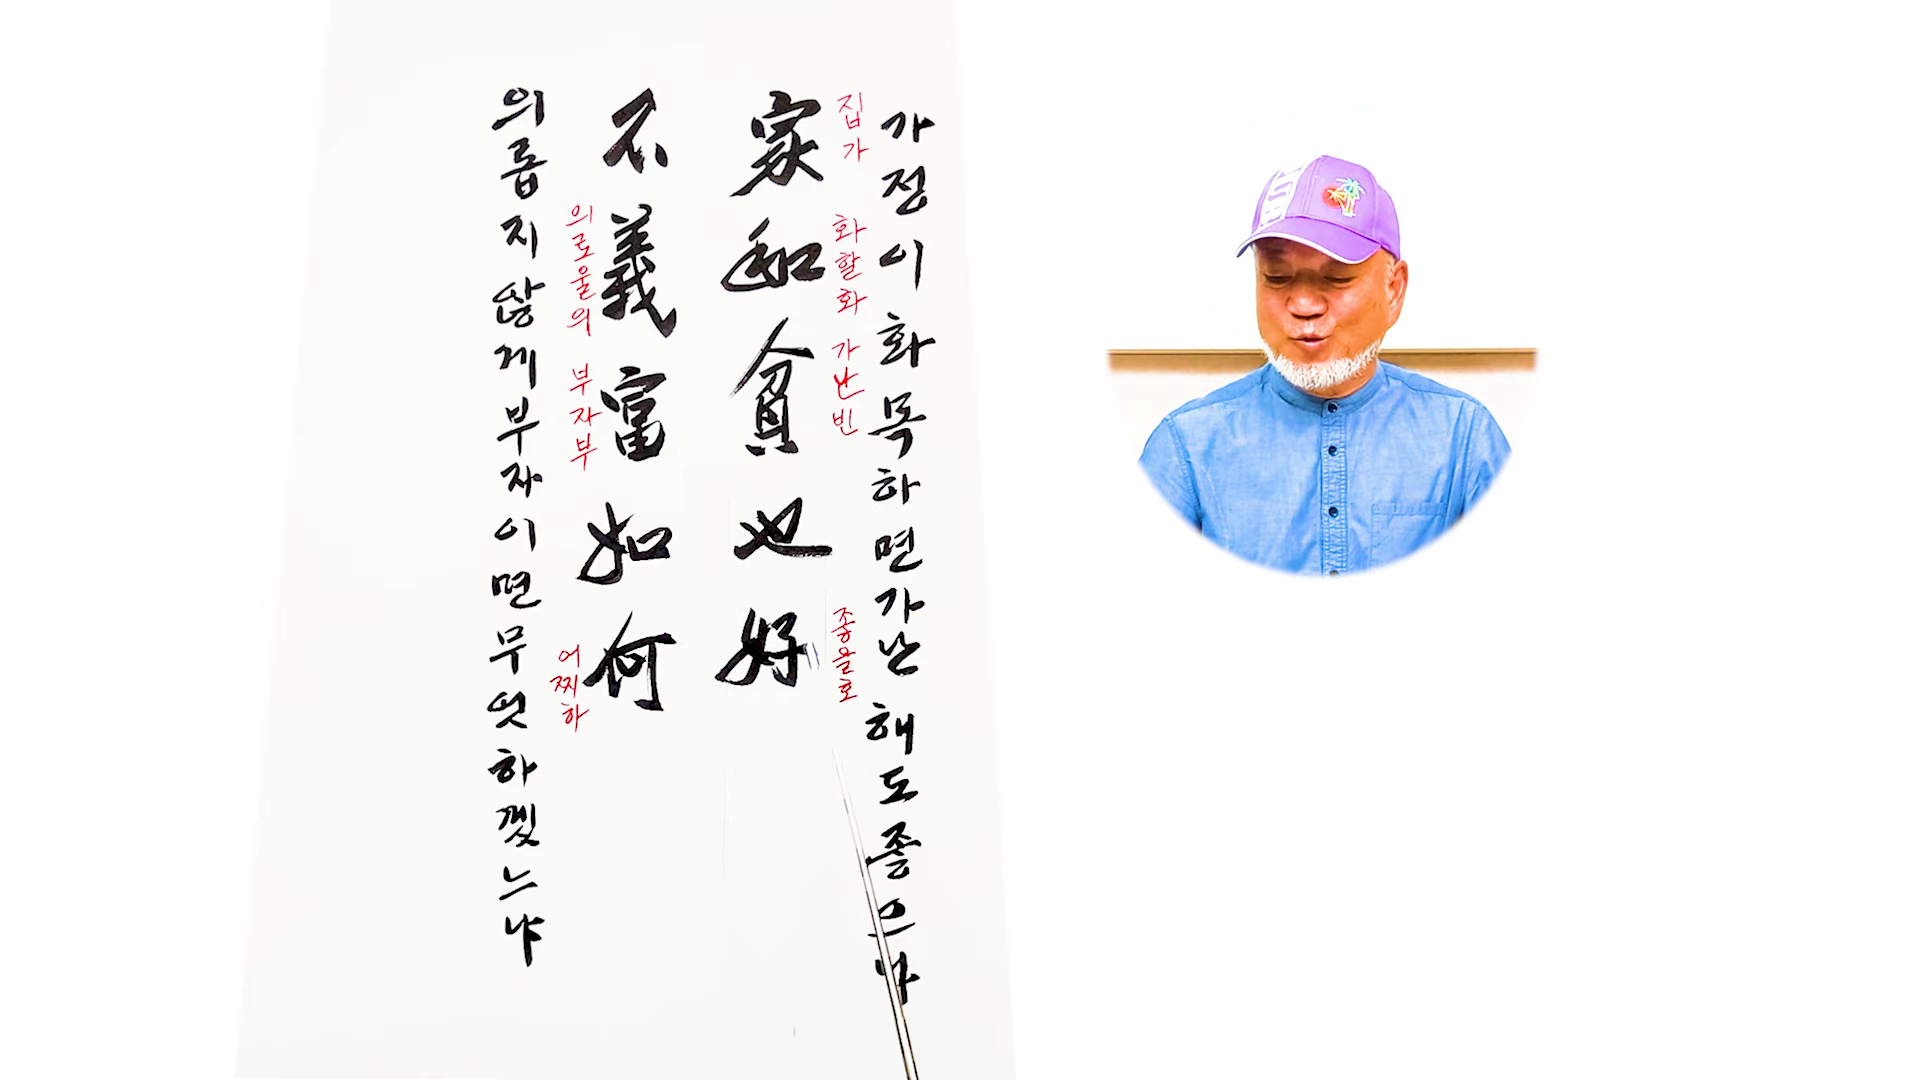 가정이 화목하면 가난해도 좋으나
집가 화할화 가난빈 좋을호
家和貧也好
不義富如何
의로울의 부자부 어찌하
의롭지 않게 부자이면 무엇하겠느냐